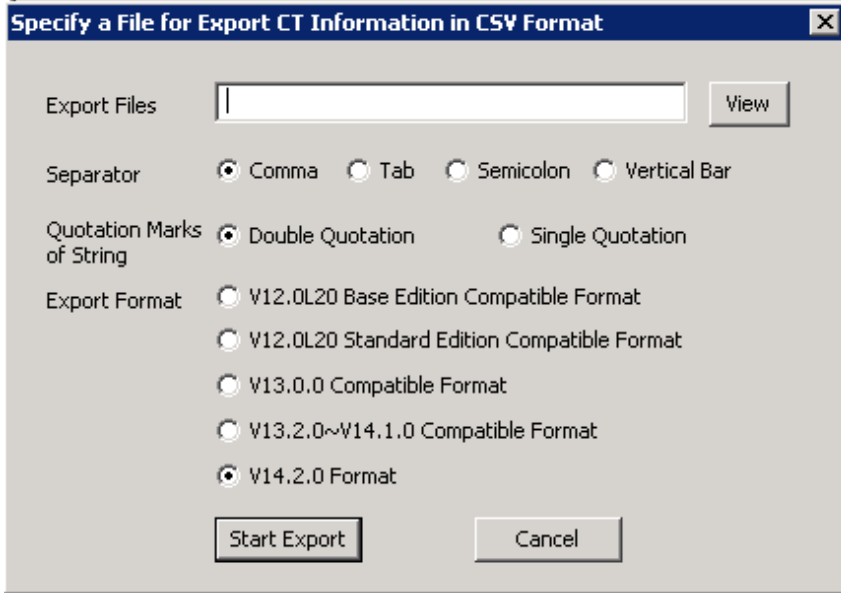 Specify a File for Export CT Information in CSV Format
Export Files View
Separator Comma Tab Semicolon Vertical Bar
Quotation Marks of String Double Quotation Single Quotation
Export Format V12.0L20 Base Edition Compatible Format
V12.0L20 Standard Edition Compatible Format
V13.0.0 Compatible Format
V13.2.0~V14.1.0 Compatible Format
V14.2.0 Format
Start Export Cancel